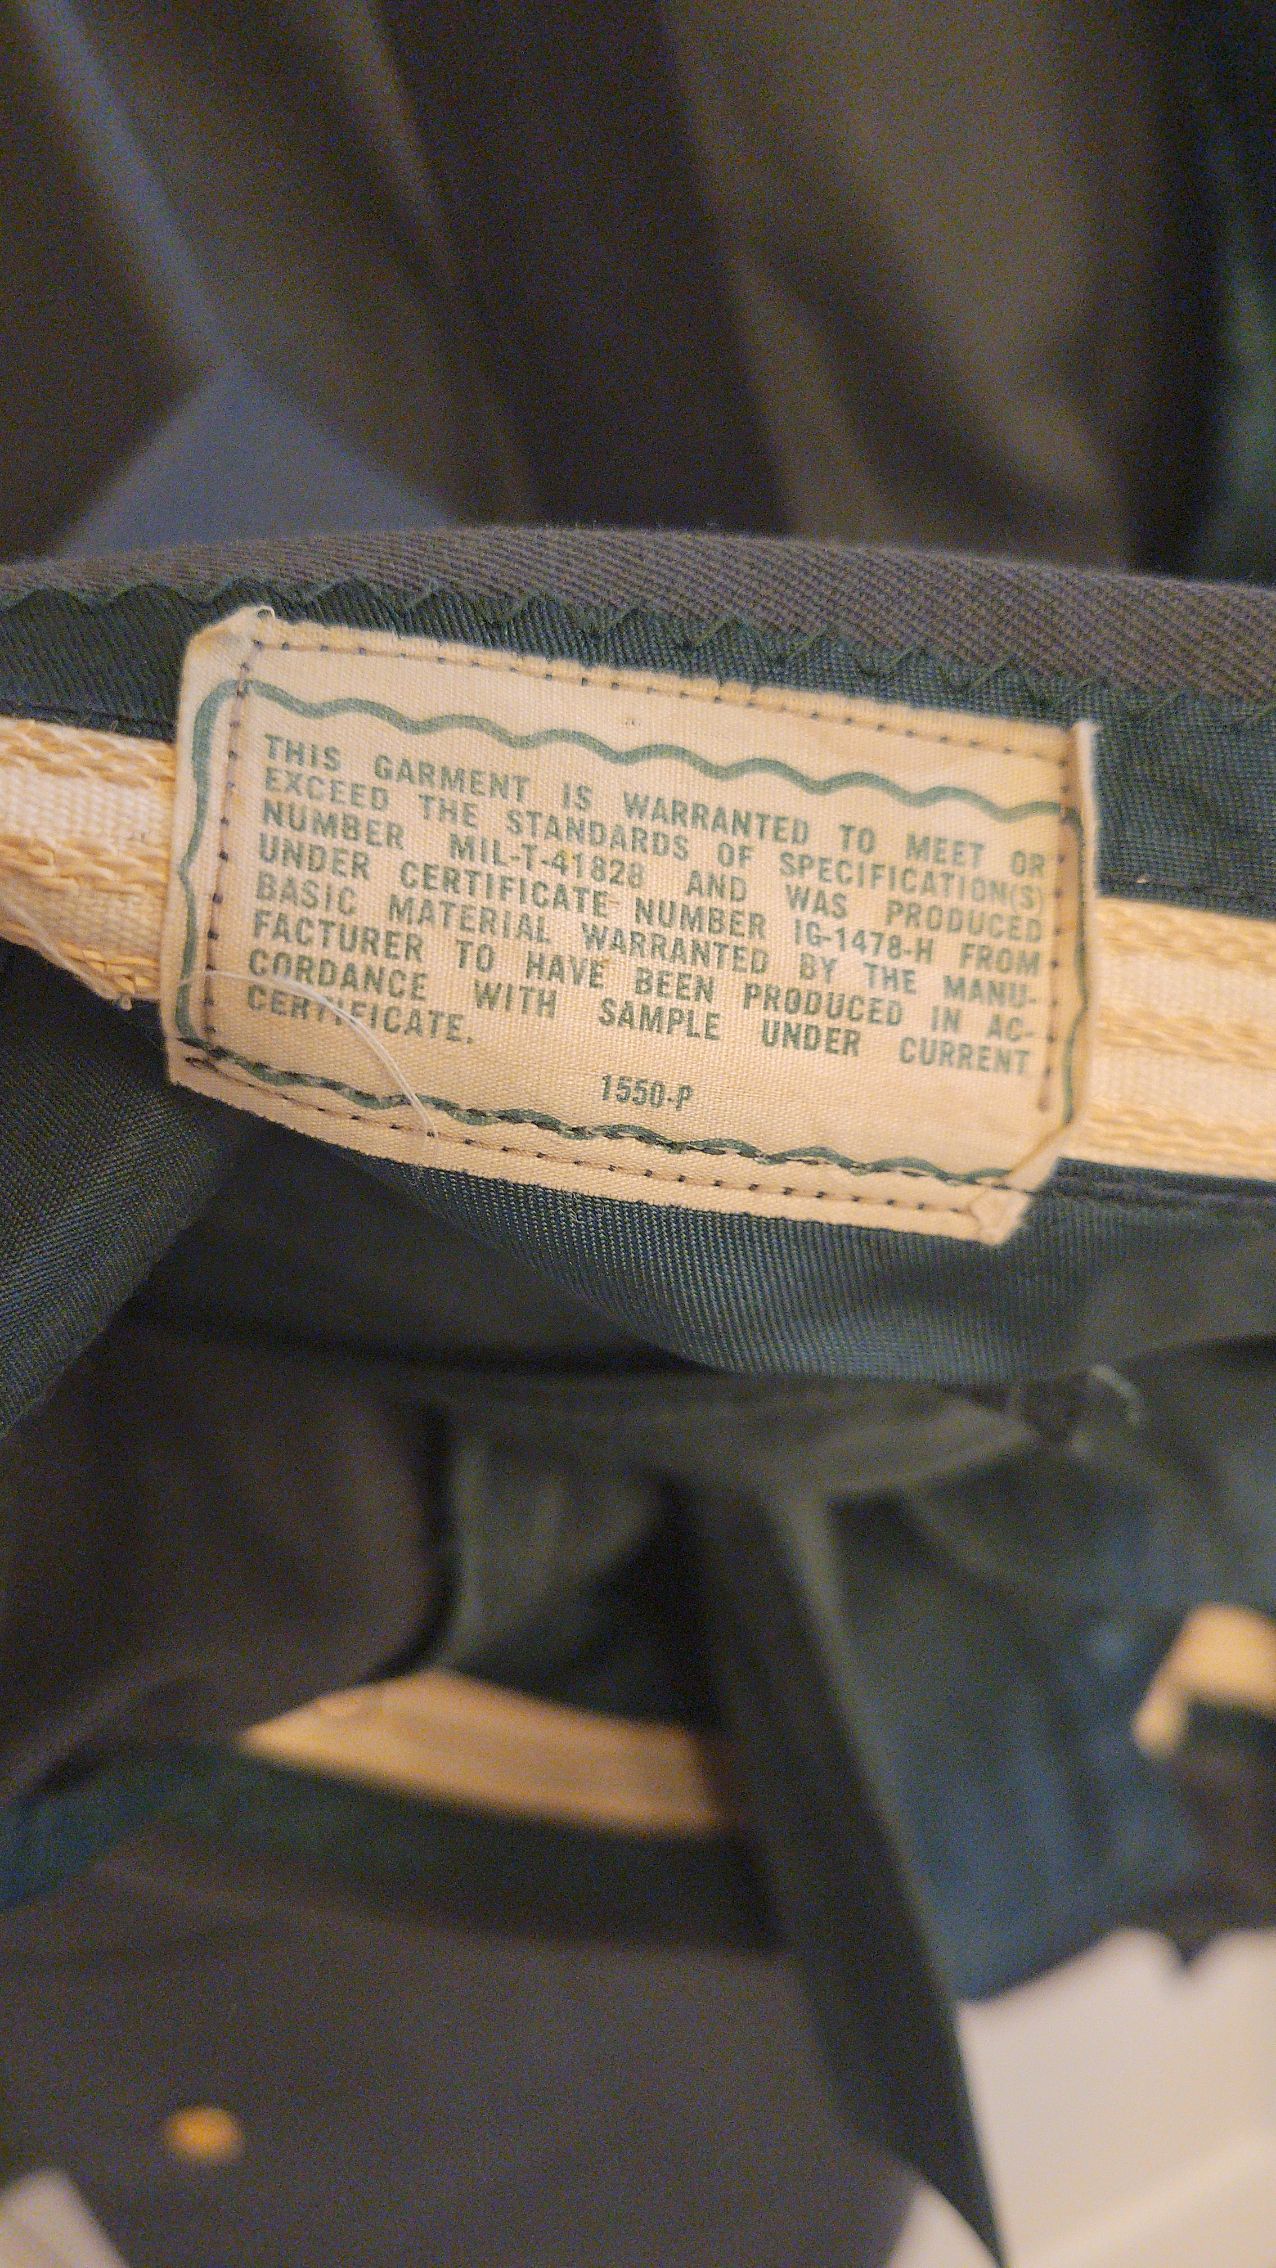 THIS GARMENT IS WARRANTED TO MEET OR
EXCEED THE STANDARDS OF SPECIFICATION(S)
NUMBER MIL-T-41828 AND WAS PRODUCED
UNDER CERTIFICATE NUMBER IG-1478-H FROM
BASIC MATERIAL WARRANTED BY THE MANU-
FACTURER TO HAVE BEEN PRODUCED IN AC-
CORDANCE WITH SAMPLE UNDER CURRENT
CERTIFICATE.
1550-P